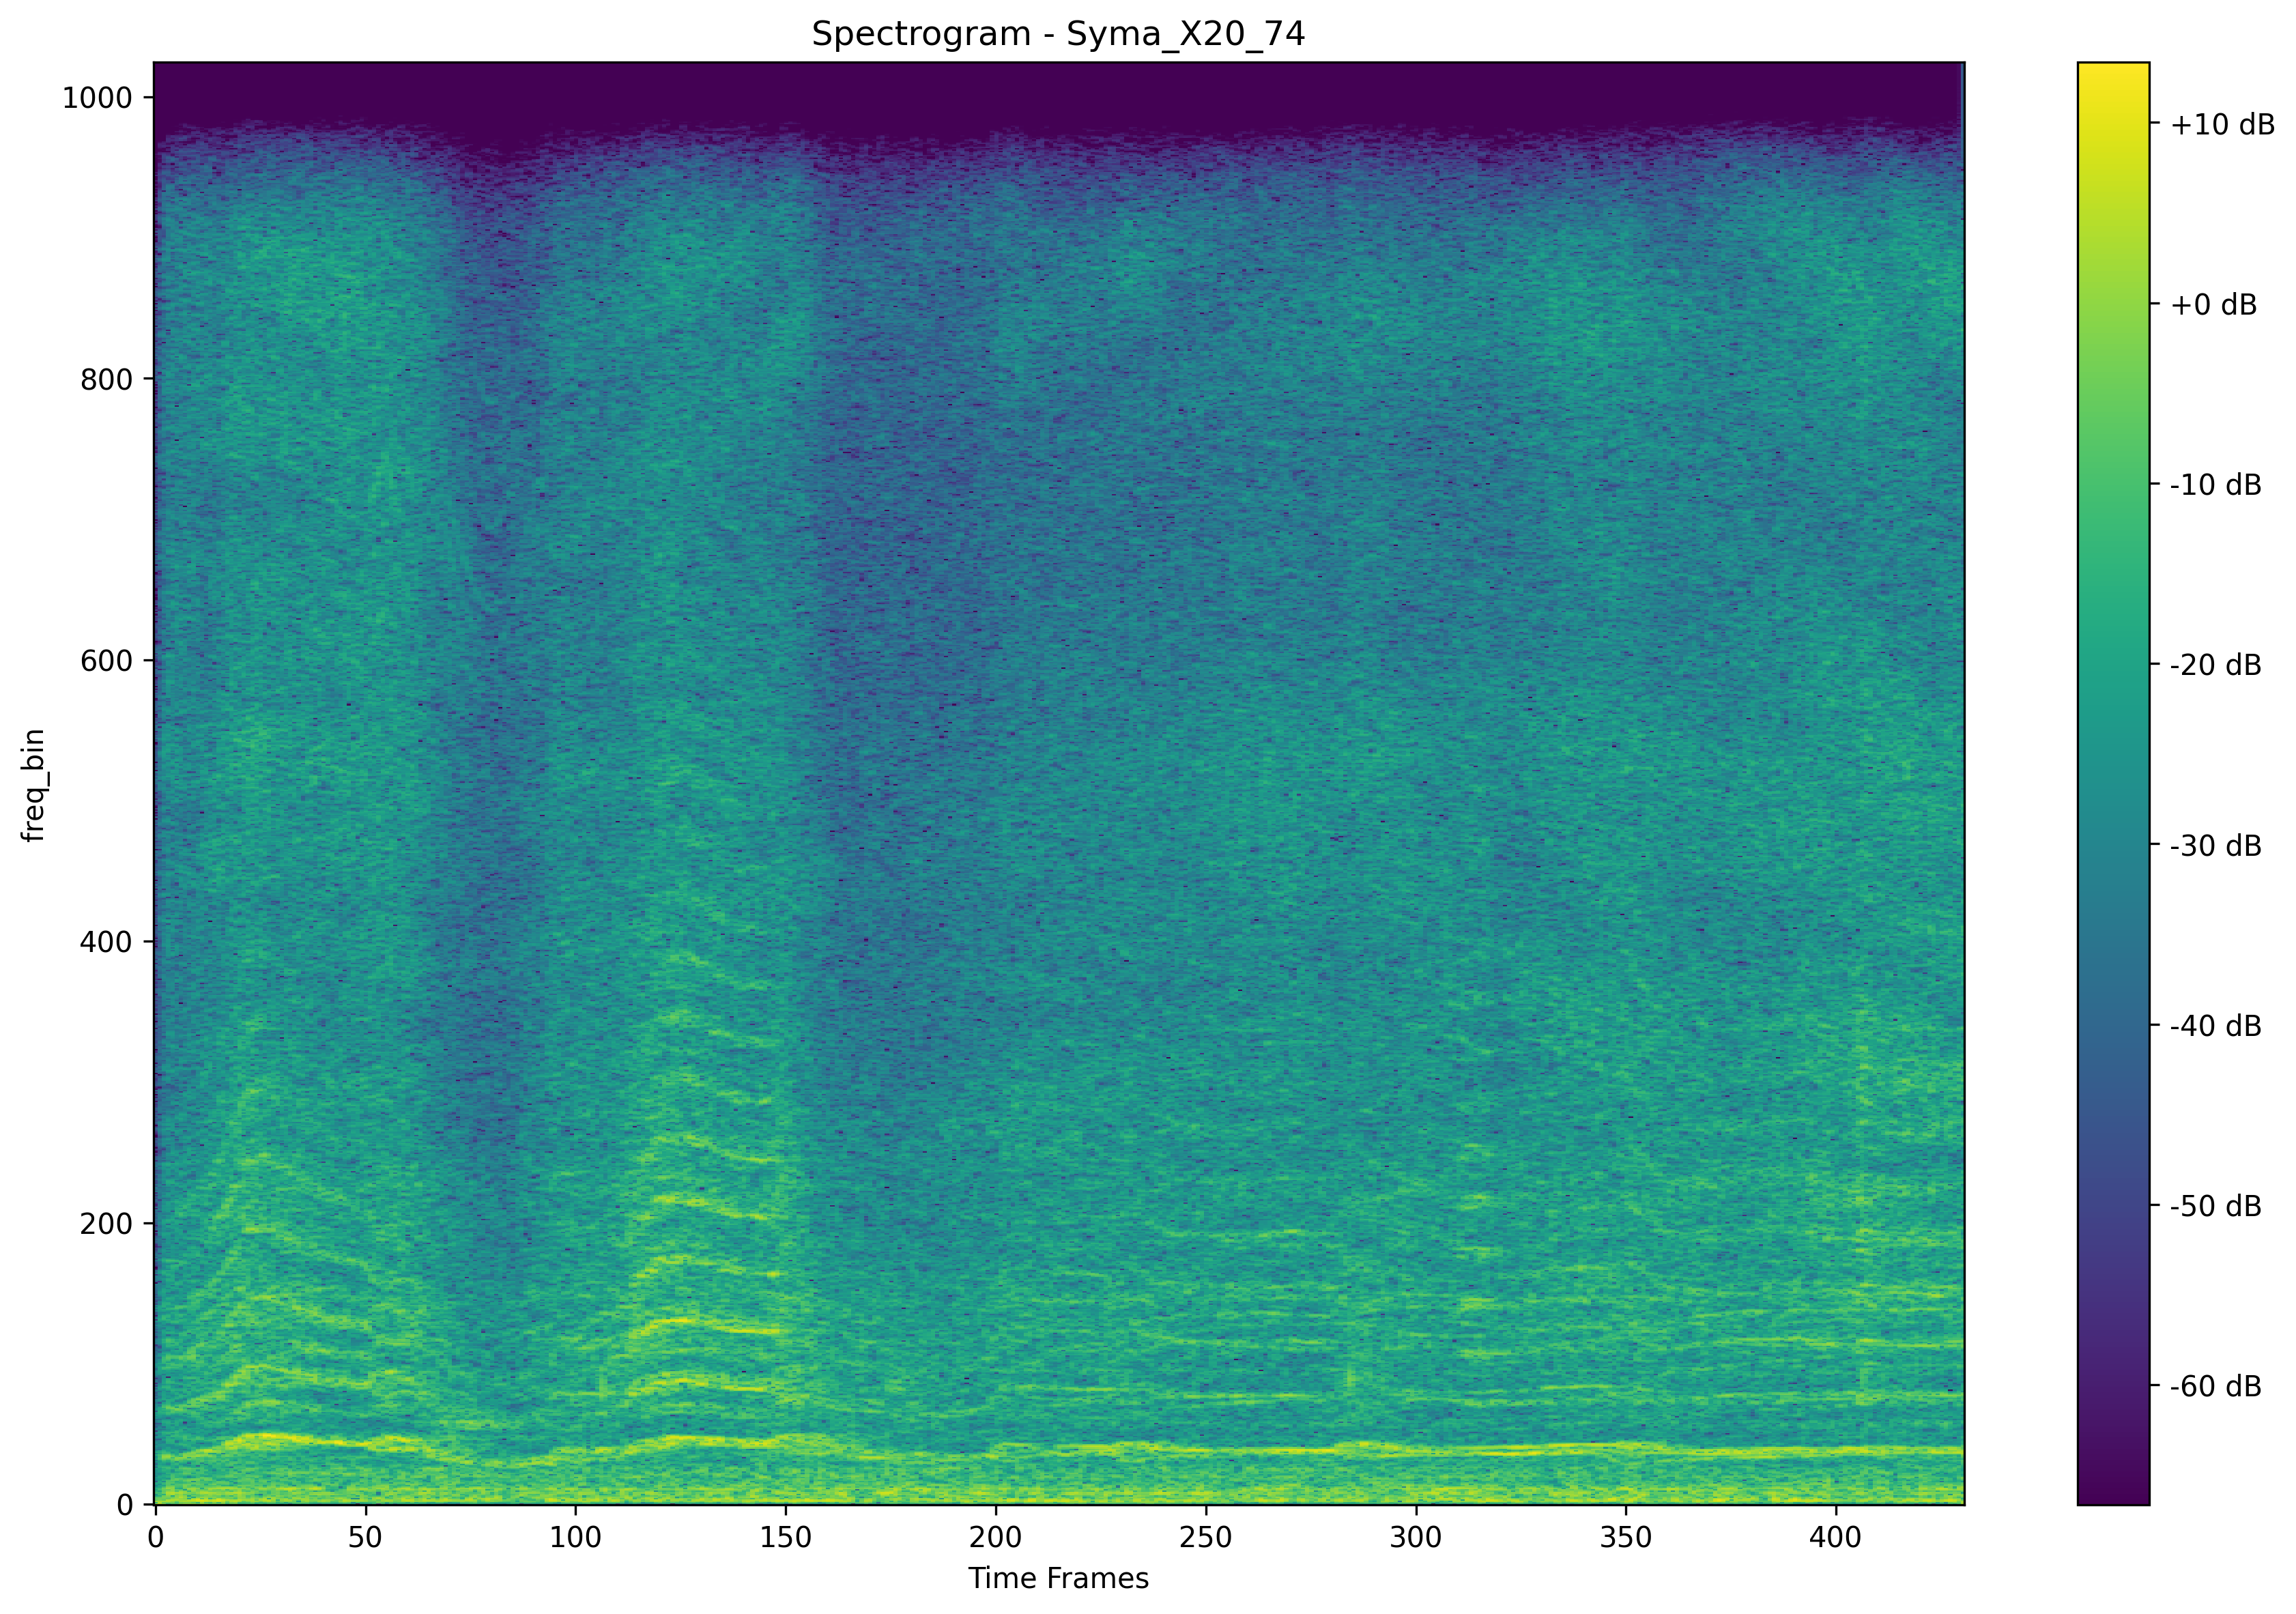 Spectrogram - Syma_X20_74
freq_bin
1000
800
600
400
200
0
0 50 100 150 200 250 300 350 400
Time Frames
+10 dB
+0 dB
-10 dB
-20 dB
-30 dB
-40 dB
-50 dB
-60 dB